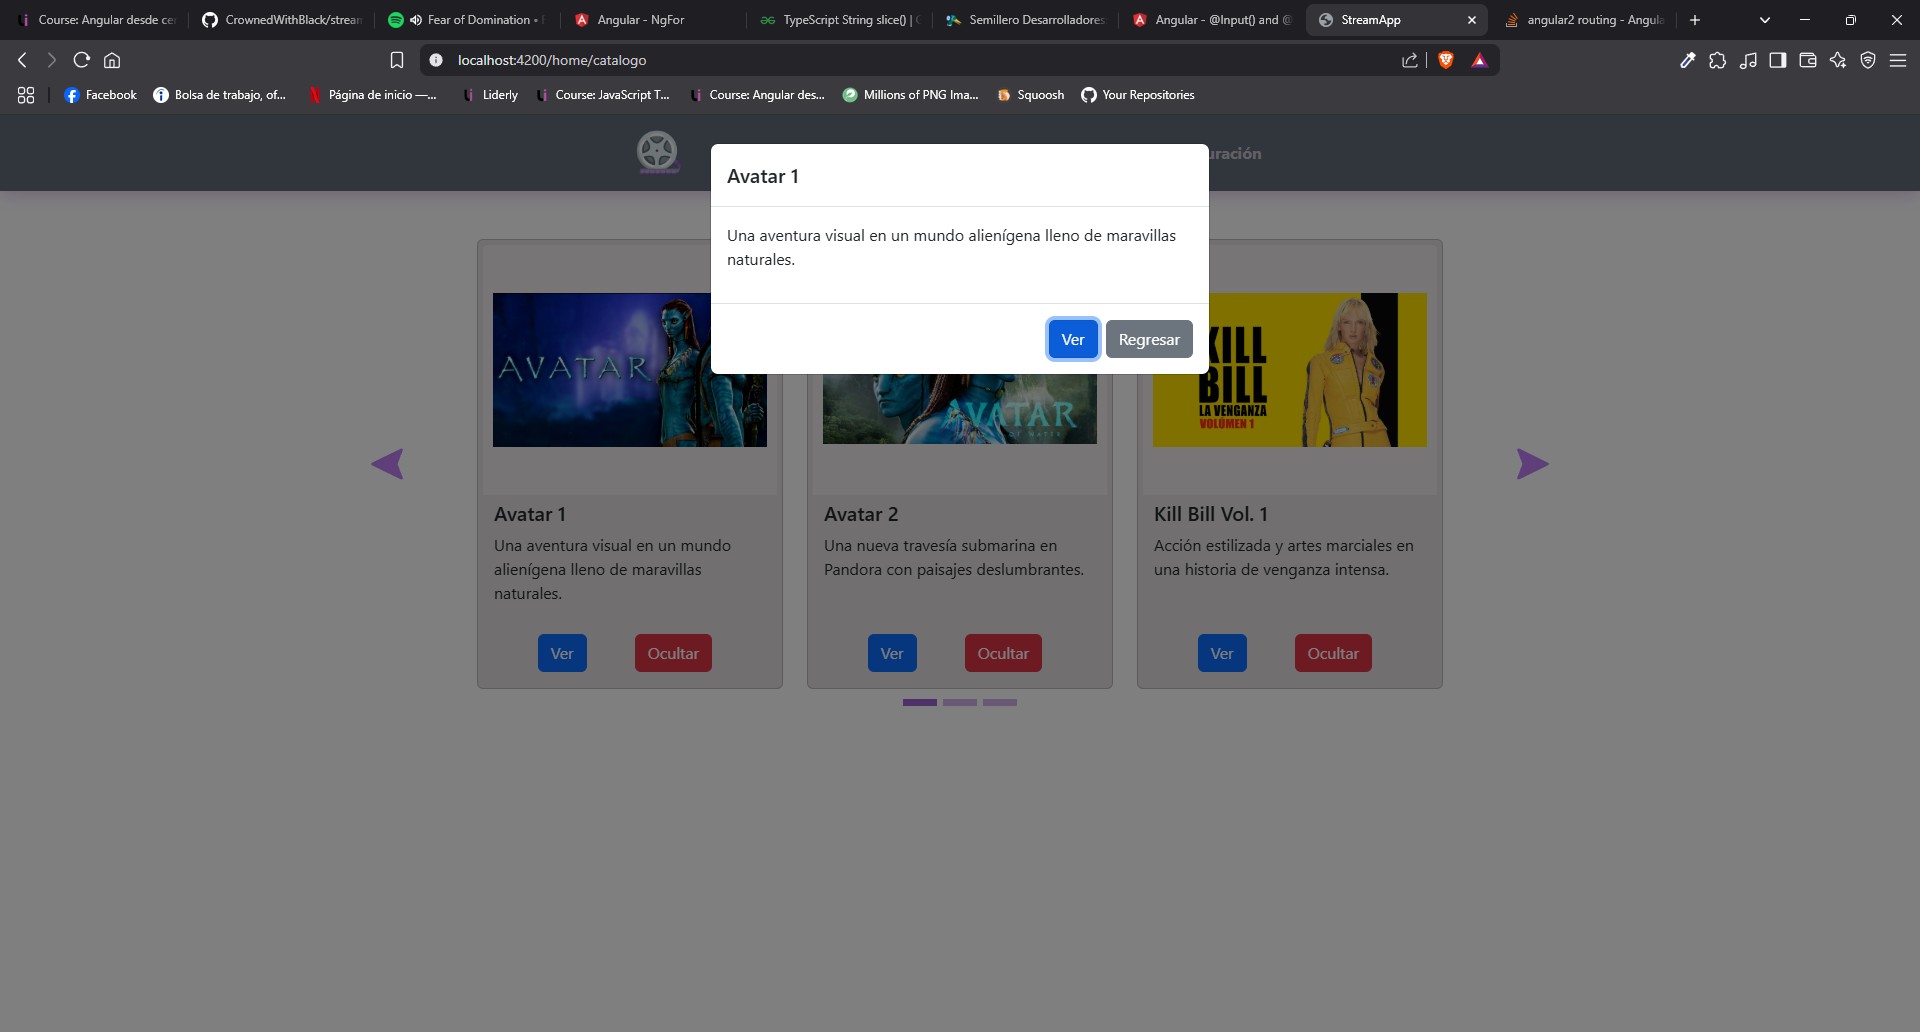 Course: Angular desde ce
CrownedWithBlack/strean
Fear of Domination •
Angular - NgFor
TypeScript String slice() |
Semillero Desarrolladores
Angular - @Input() and @
StreamApp
angular2 routing - Angula
localhost:4200/home/catalogo
Facebook
Bolsa de trabajo, of...
Página de inicio —...
Liderly
Course: JavaScript T...
Course: Angular des...
Millions of PNG Ima...
Squoosh
Your Repositories
uración
Avatar 1
Una aventura visual en un mundo alienígena lleno de maravillas
naturales.
Ver
Regresar
AVATAR
AVATAR
KILL
BILL
LA VENGANZA
VOLÚMEN 1
Avatar 1
Una aventura visual en un mundo
alienígena lleno de maravillas
naturales.
Ver
Ocultar
Avatar 2
Una nueva travesía submarina en
Pandora con paisajes deslumbrantes.
Ver
Ocultar
Kill Bill Vol. 1
Acción estilizada y artes marciales en
una historia de venganza intensa.
Ver
Ocultar